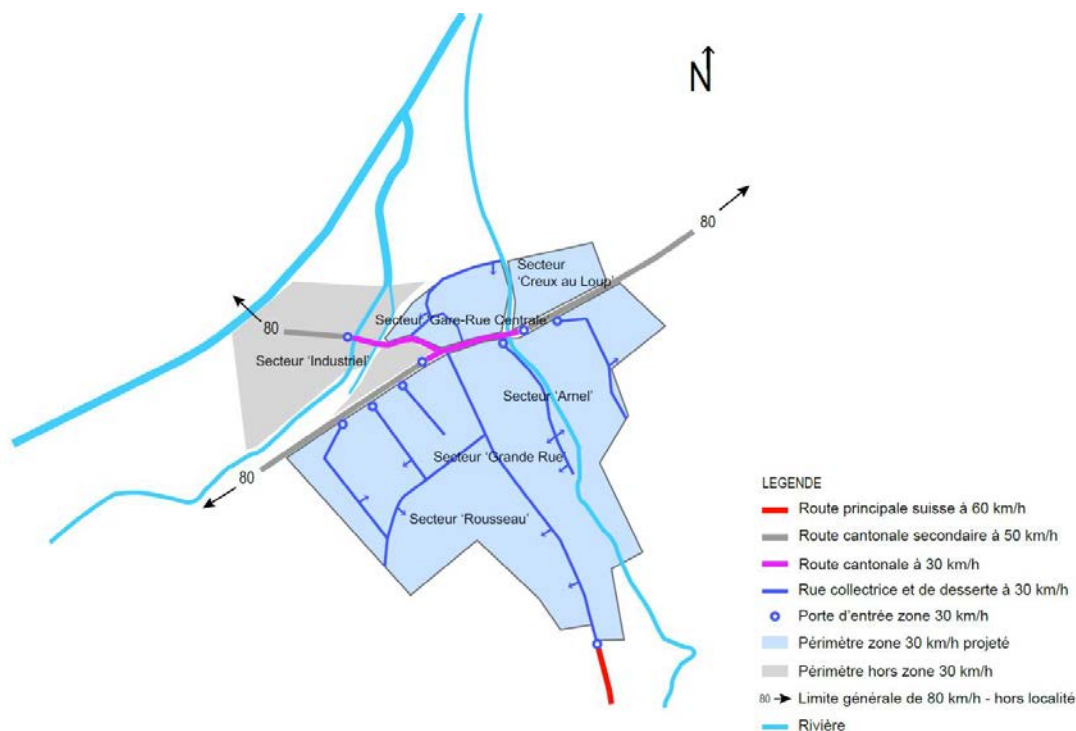 N
80
Secteur
'Creux au Loup'
80
Secteur 'Gare-Rue Centrale'
Secteur 'Industriel'
Secteur 'Arnel'
Secteur 'Grande Rue'
80
Secteur 'Rousseau'
LEGENDE
Route principale suisse à 60 km/h
Route cantonale secondaire à 50 km/h
Route cantonale à 30 km/h
Rue collectrice et de desserte à 30 km/h
Porte d'entrée zone 30 km/h
Périmètre zone 30 km/h projeté
Périmètre hors zone 30 km/h
80 Limite générale de 80 km/h - hors localité
Rivière